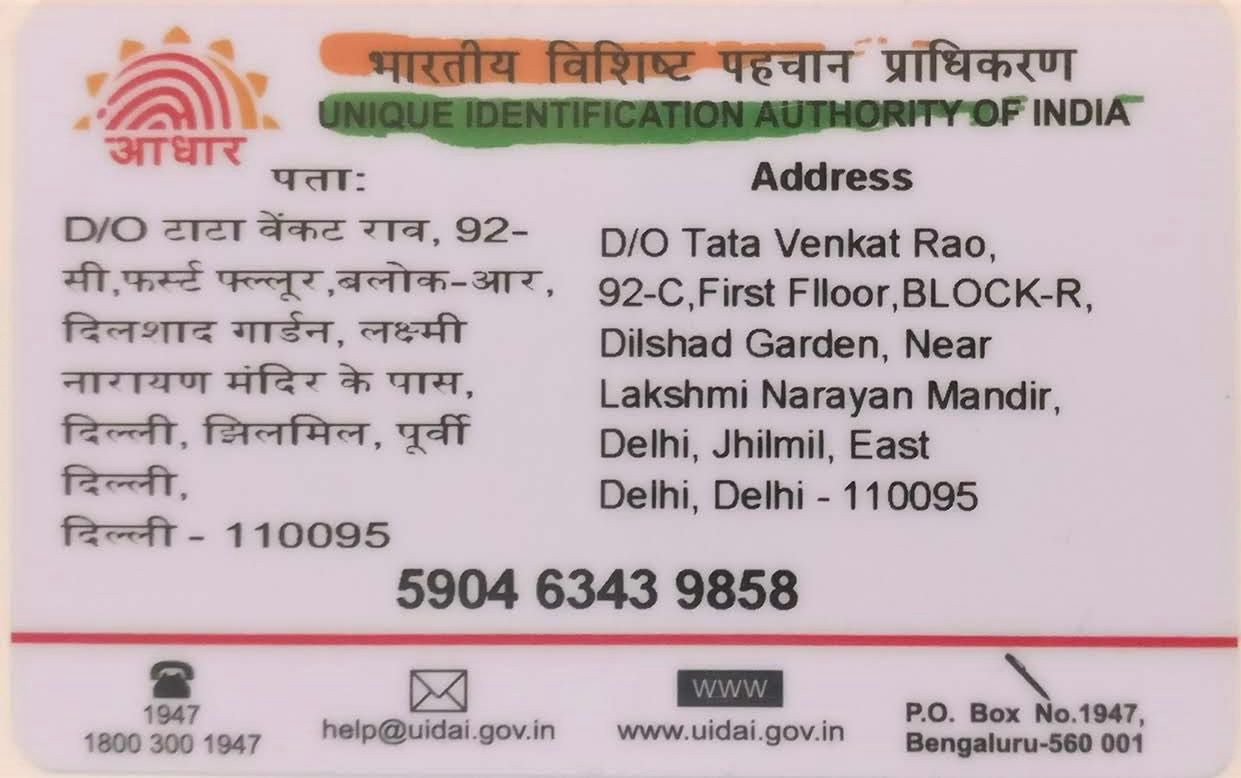 भारतीय विशिष्ट पहचान प्राधिकरण
UNIQUE IDENTIFICATION AUTHORITY OF INDIA
आधार
पता:
D/O टाटा वेंकट राव, 92-
सी,फर्स्ट फ्ल्लूर,बलोक-आर,
दिलशाद गार्डन, लक्ष्मी
नारायण मंदिर के पास,
दिल्ली, झिलमिल, पूर्वी
दिल्ली,
दिल्ली - 110095
Address
D/O Tata Venkat Rao,
92-C,First Flloor,BLOCK-R,
Dilshad Garden, Near
Lakshmi Narayan Mandir,
Delhi, Jhilmil, East
Delhi, Delhi - 110095
5904 6343 9858
1947
1800 300 1947
help@uidai.gov.in
WWW
www.uidai.gov.in
P.O. Box No.1947,
Bengaluru-560 001